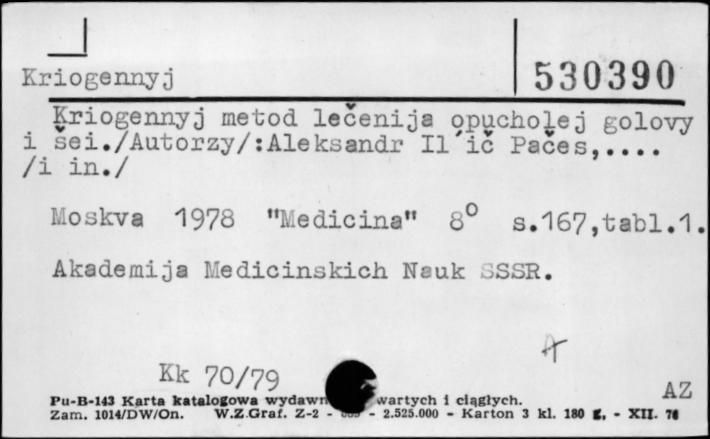 Kriogennyj
530390
Kriogennyj metod lečenija opucholej golovy
i šei./Autorzy/:Aleksandr Il´ič Pačes,....
/i in./
Moskva 1978 "Medicina" 8° s.167,tabl.1.
Akademija Medicinskich Nauk SSSR.
Kk 70/79
AZ
Pu-B-143 Karta katalogowa wydawn wartych i ciągłych.
Zam. 1014/DW/On. W.Z.Graf. Z-2 - - 2.525.000 - Karton 3 kl. 180 g. - XII. 76